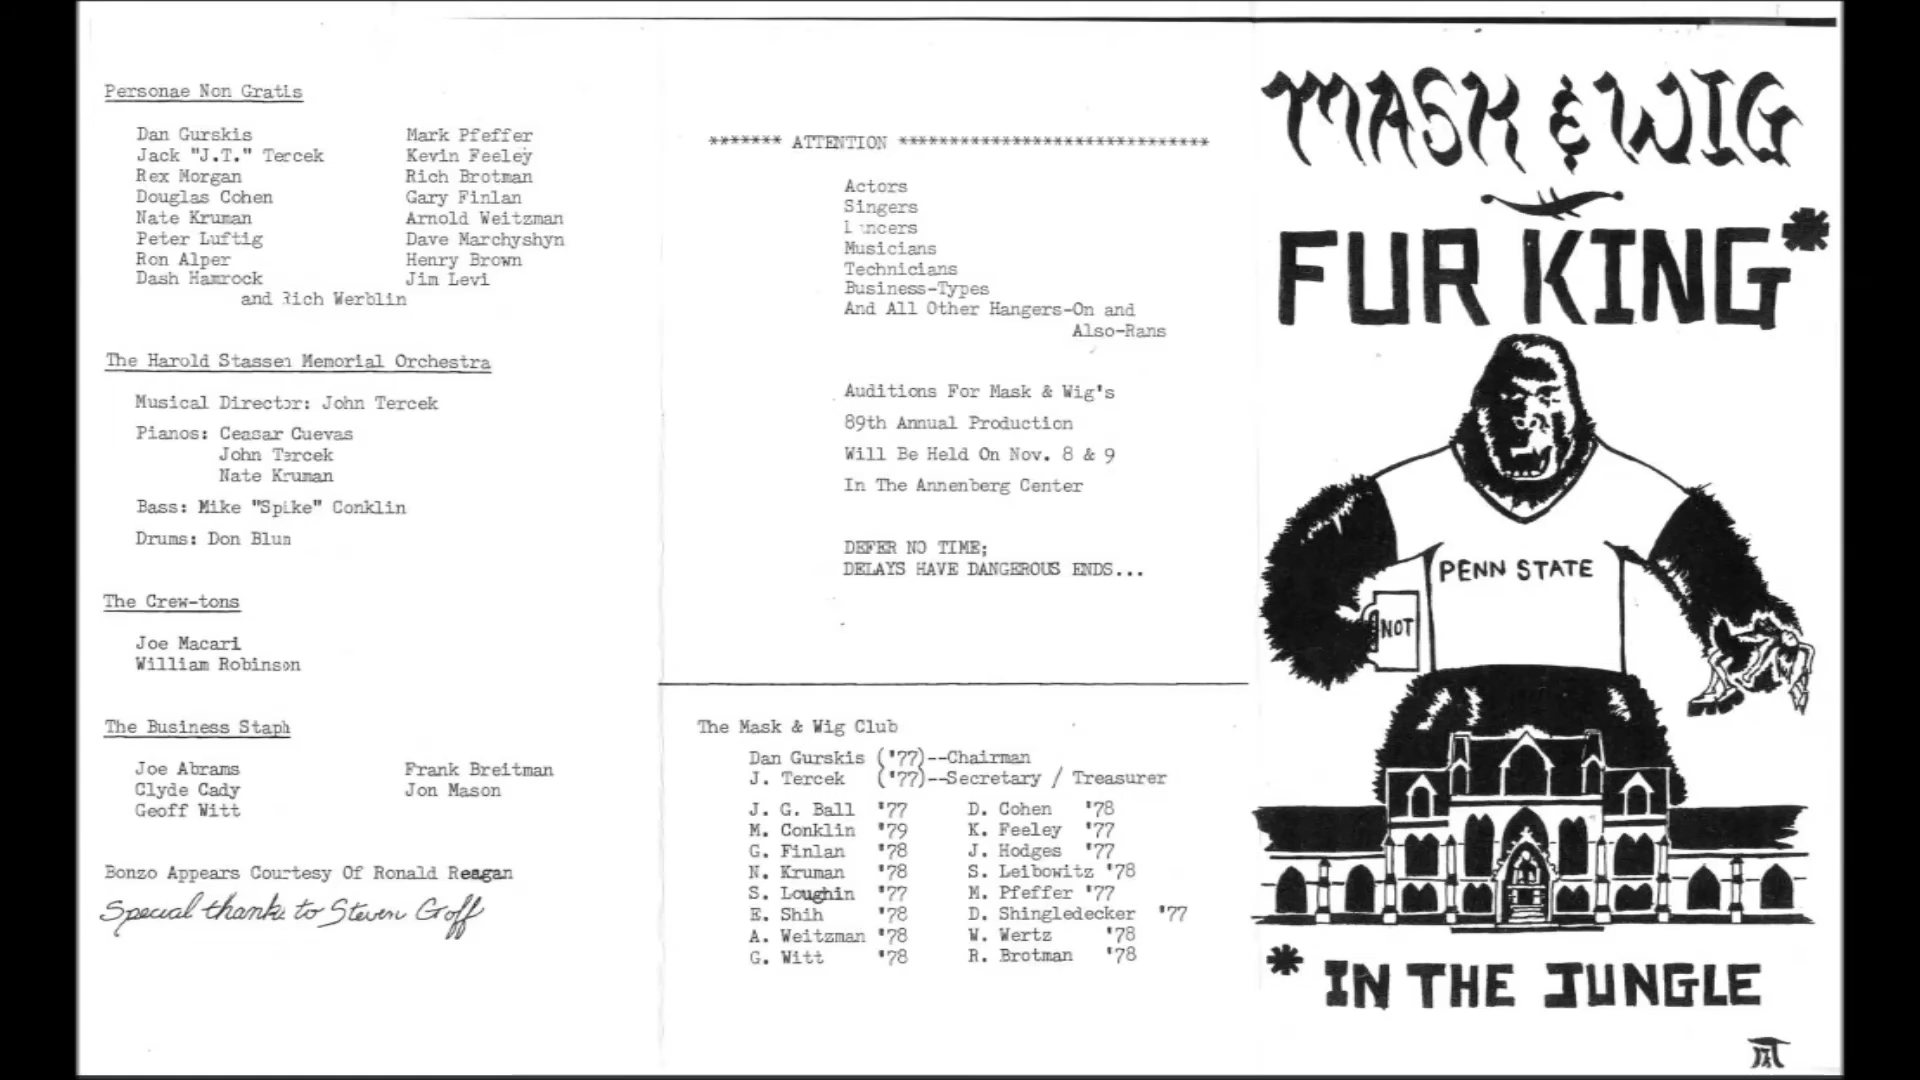 Personae Non Gratis
Dan Gurskis Mark Pfeffer
Jack "J.T." Tercek Kevin Feeley
Rex Morgan Rich Brotman
Douglas Cohen Gary Finlan
Nate Kruman Arnold Weitzman
Peter Luftig Dave Marchyshyn
Ron Alper Henry Brown
Dash Hamrock Jim Levi
and Rich Werblin
The Harold Stassen Memorial Orchestra
Musical Director: John Tercek
Pianos: Ceasar Cuevas
John Tercek
Nate Kruman
Bass: Mike "Spike" Conklin
Drums: Don Blum
The Crew-tons
Joe Macari
William Robinson
The Business Staph
Joe Abrams Frank Breitman
Clyde Cady Jon Mason
Geoff Witt
Bonzo Appears Courtesy Of Ronald Reagan
Special thanks to Steven Goff
******* ATTENTION ******************************
Actors
Singers
Dancers
Musicians
Technicians
Business-Types
And All Other Hangers-On and
Also-Rans
Auditions For Mask & Wig's
89th Annual Production
Will Be Held On Nov. 8 & 9
In The Annenberg Center
DEFER NO TIME;
DELAYS HAVE DANGEROUS ENDS...
The Mask & Wig Club
Dan Gurskis ('77)--Chairman
J. Tercek ('77)--Secretary / Treasurer
J. G. Ball '77 D. Cohen '78
M. Conklin '79 K. Feeley '77
G. Finlan '78 J. Hodges '77
N. Kruman '78 S. Leibowitz '78
S. Loughin '77 M. Pfeffer '77
E. Shih '78 D. Shingledecker '77
A. Weitzman '78 W. Wertz '78
G. Witt '78 R. Brotman '78
MASK & WIG
FUR KING*
PENN STATE
NOT
* IN THE JUNGLE